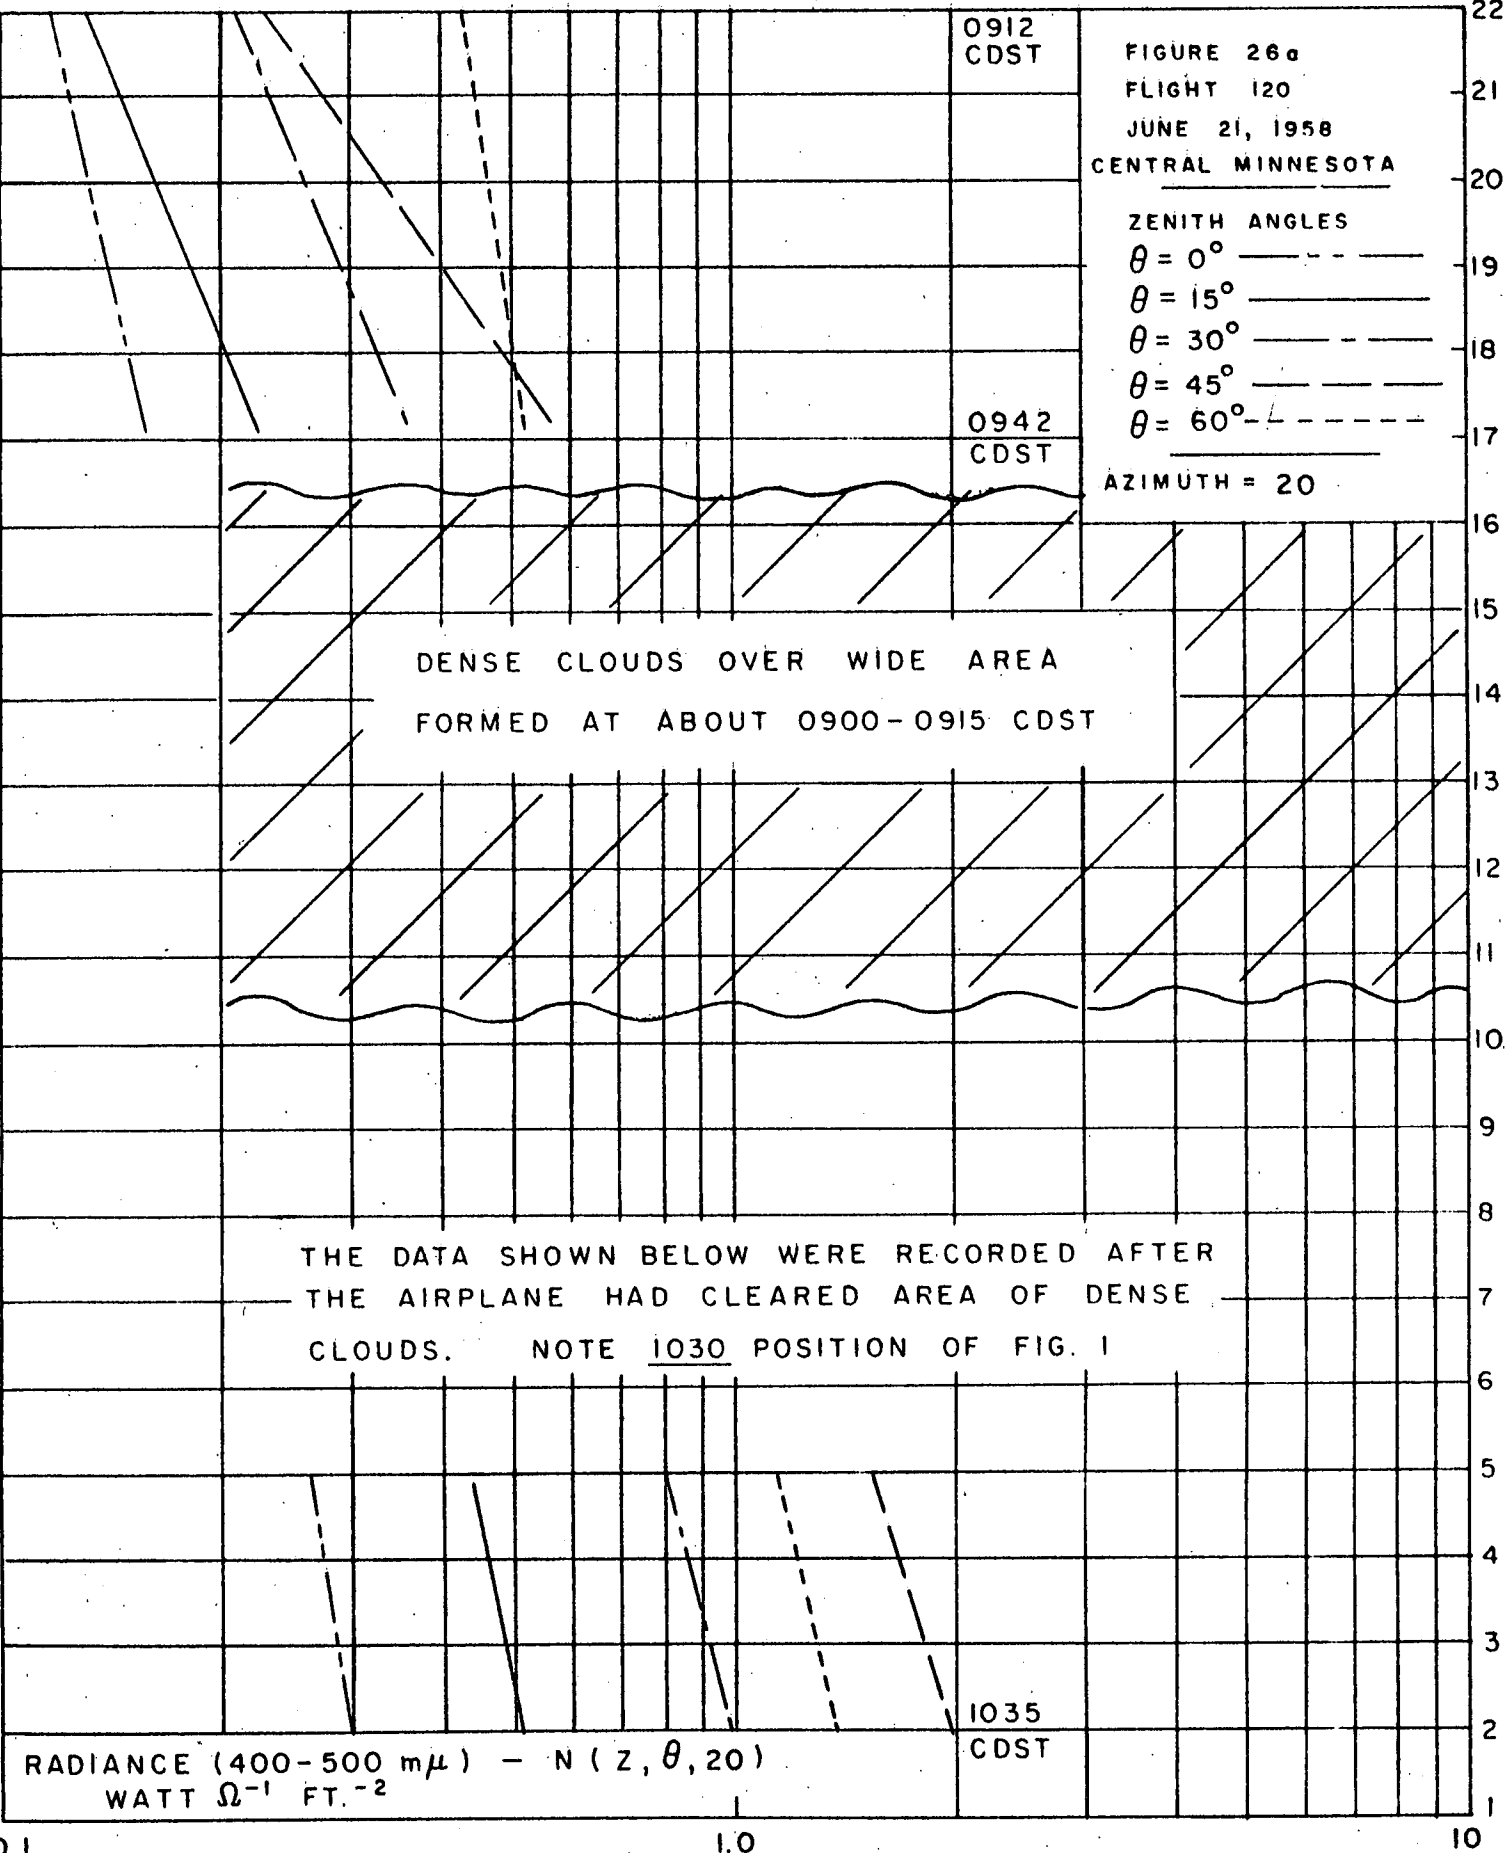 0912
CDST
FIGURE 26a
FLIGHT 120
JUNE 21, 1958
CENTRAL MINNESOTA
ZENITH ANGLES
θ = 0°
θ = 15°
θ = 30°
θ = 45°
θ = 60°
AZIMUTH = 20
0942
CDST
DENSE CLOUDS OVER WIDE AREA
FORMED AT ABOUT 0900-0915 CDST
THE DATA SHOWN BELOW WERE RECORDED AFTER
THE AIRPLANE HAD CLEARED AREA OF DENSE
CLOUDS. NOTE 1030 POSITION OF FIG. 1
1035
CDST
RADIANCE (400-500 mμ) - N (Z, θ, 20)
WATT Ω⁻¹ FT.⁻²
22
21
20
19
18
17
16
15
14
13
12
11
10
9
8
7
6
5
4
3
2
1
0.1 1.0 10